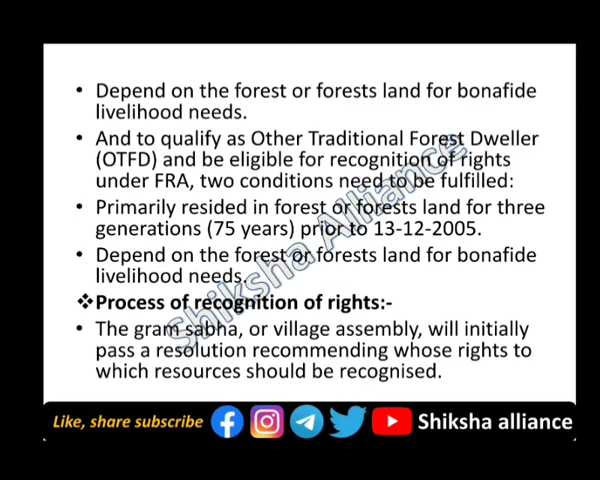 • Depend on the forest or forests land for bonafide
livelihood needs.
• And to qualify as Other Traditional Forest Dweller
(OTFD) and be eligible for recognition of rights
under FRA, two conditions need to be fulfilled:
• Primarily resided in forest or forests land for three
generations (75 years) prior to 13-12-2005.
• Depend on the forest or forests land for bonafide
livelihood needs.
❖Process of recognition of rights:-
• The gram sabha, or village assembly, will initially
pass a resolution recommending whose rights to
which resources should be recognised.
Shiksha Alliance
Like, share subscribe Shiksha alliance